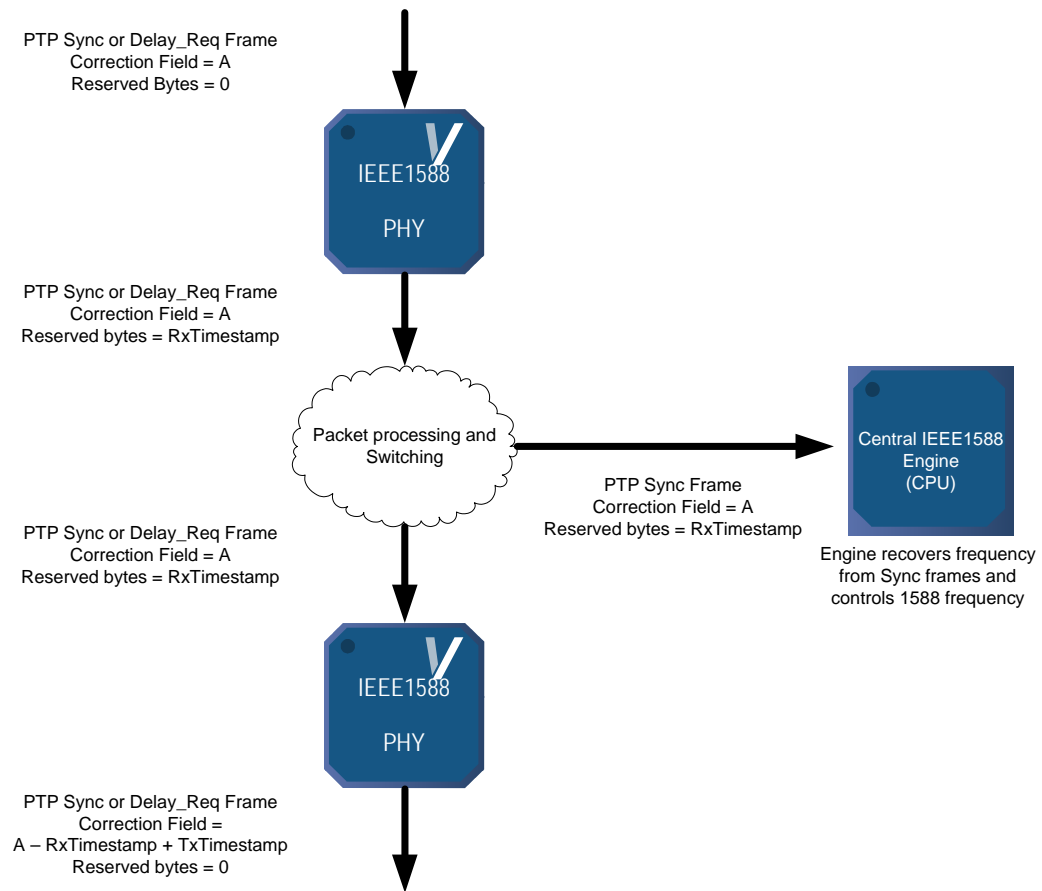 PTP Sync or Delay_Req Frame
Correction Field = A
Reserved Bytes = 0
IEEE1588
PHY
PTP Sync or Delay_Req Frame
Correction Field = A
Reserved bytes = RxTimestamp
Packet processing and
Switching
Central IEEE1588
Engine
(CPU)
PTP Sync Frame
Correction Field = A
Reserved bytes = RxTimestamp
Engine recovers frequency
from Sync frames and
controls 1588 frequency
PTP Sync or Delay_Req Frame
Correction Field = A
Reserved bytes = RxTimestamp
IEEE1588
PHY
PTP Sync or Delay_Req Frame
Correction Field =
A – RxTimestamp + TxTimestamp
Reserved bytes = 0